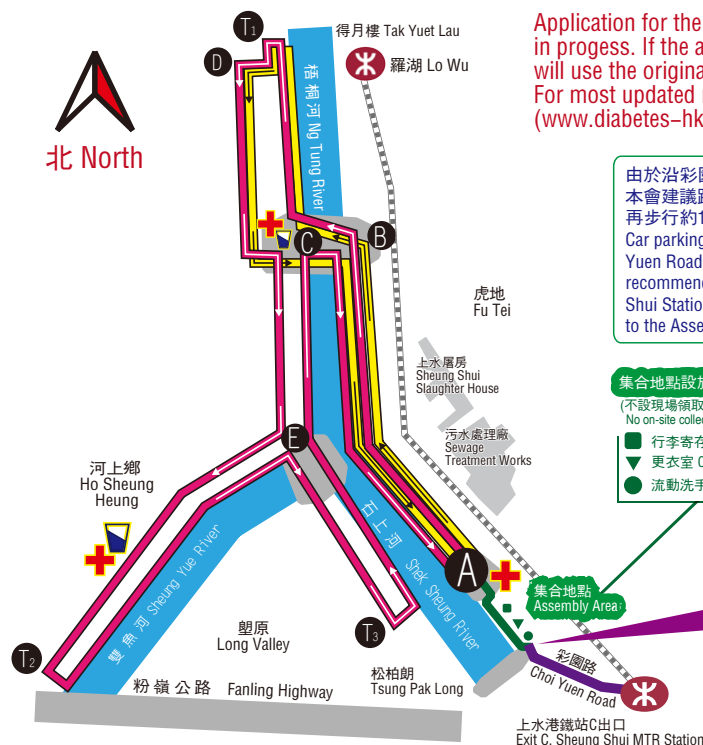 T1
得月樓 Tak Yuet Lau
D
羅湖 Lo Wu
北 North
梧桐河 Ng Tung River
Application for the
in progess. If the a
will use the origina
For most updated
(www.diabetes-hk
由於沿彩園
本會建議跑
再步行約1
Car parking
Yuen Road
recommend
Shui Station
to the Asse
B
C
虎地
Fu Tei
上水屠房
Sheung Shui
Slaughter House
污水處理廠
Sewage
Treatment Works
集合地點設施
(不設現場領取
No on-site collec
行李寄存
更衣室 C
流動洗手
E
河上鄉
Ho Sheung
Heung
雙魚河 Sheung Yue River
石上河 Shek Sheung River
A
集合地點
Assembly Area
塱原
Long Valley
T3
T2
松柏朗
Tsung Pak Long
彩園路
Choi Yuen Road
粉嶺公路 Fanling Highway
上水港鐵站C出口
Exit C, Sheung Shui MTR Station